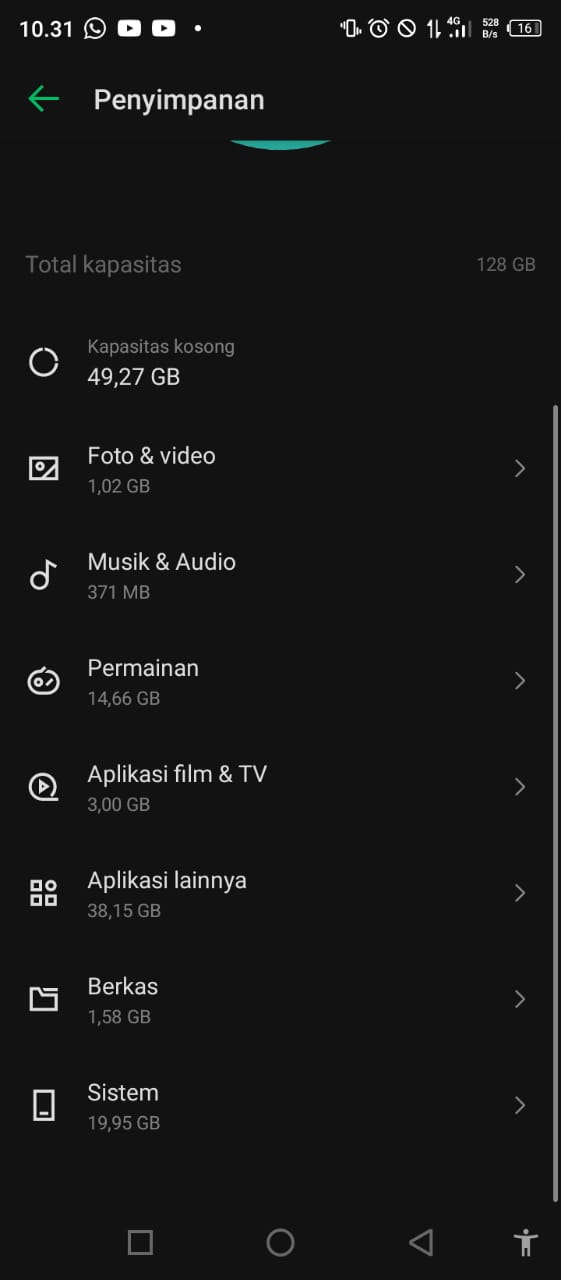 10.31
4G
528
B/s
16
Penyimpanan
Total kapasitas
128 GB
Kapasitas kosong
49,27 GB
Foto & video
1,02 GB
Musik & Audio
371 MB
Permainan
14,66 GB
Aplikasi film & TV
3,00 GB
Aplikasi lainnya
38,15 GB
Berkas
1,58 GB
Sistem
19,95 GB